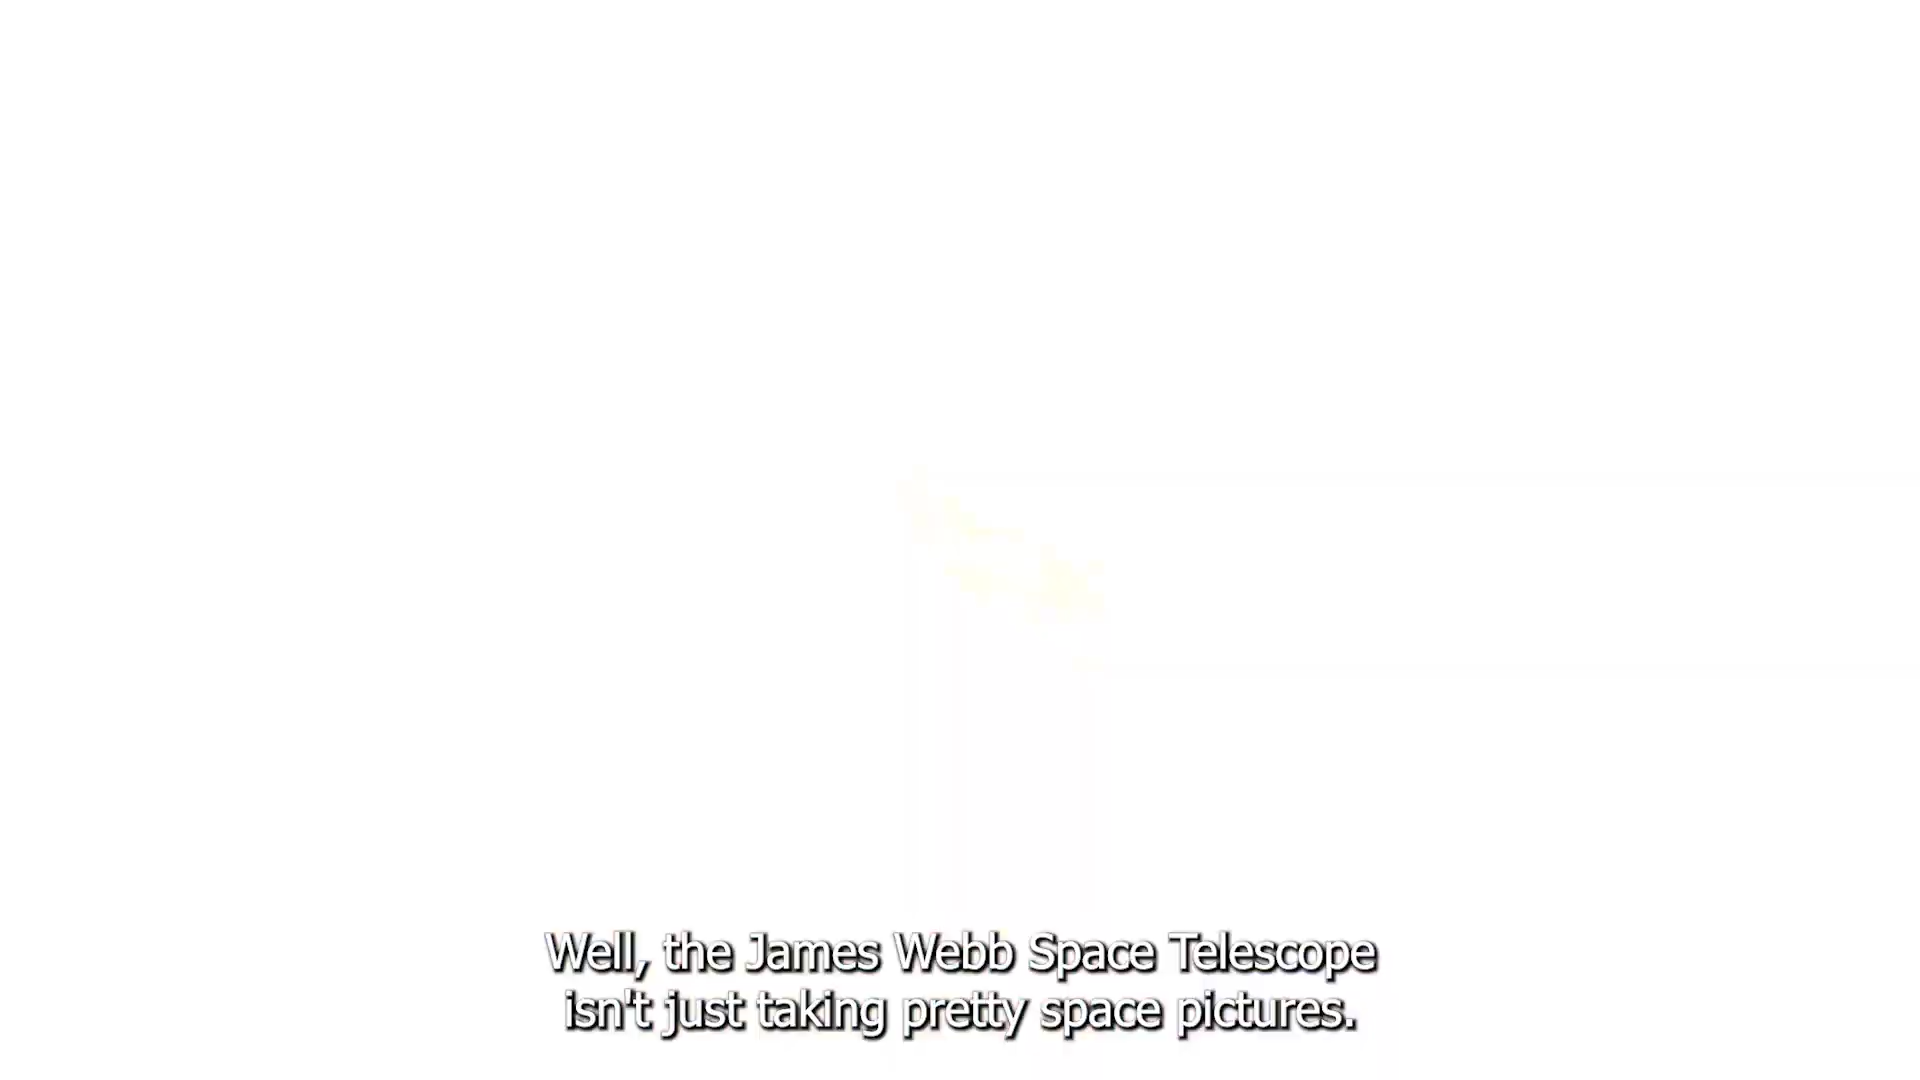 Well, the James Webb Space Telescope
isn't just taking pretty space pictures.